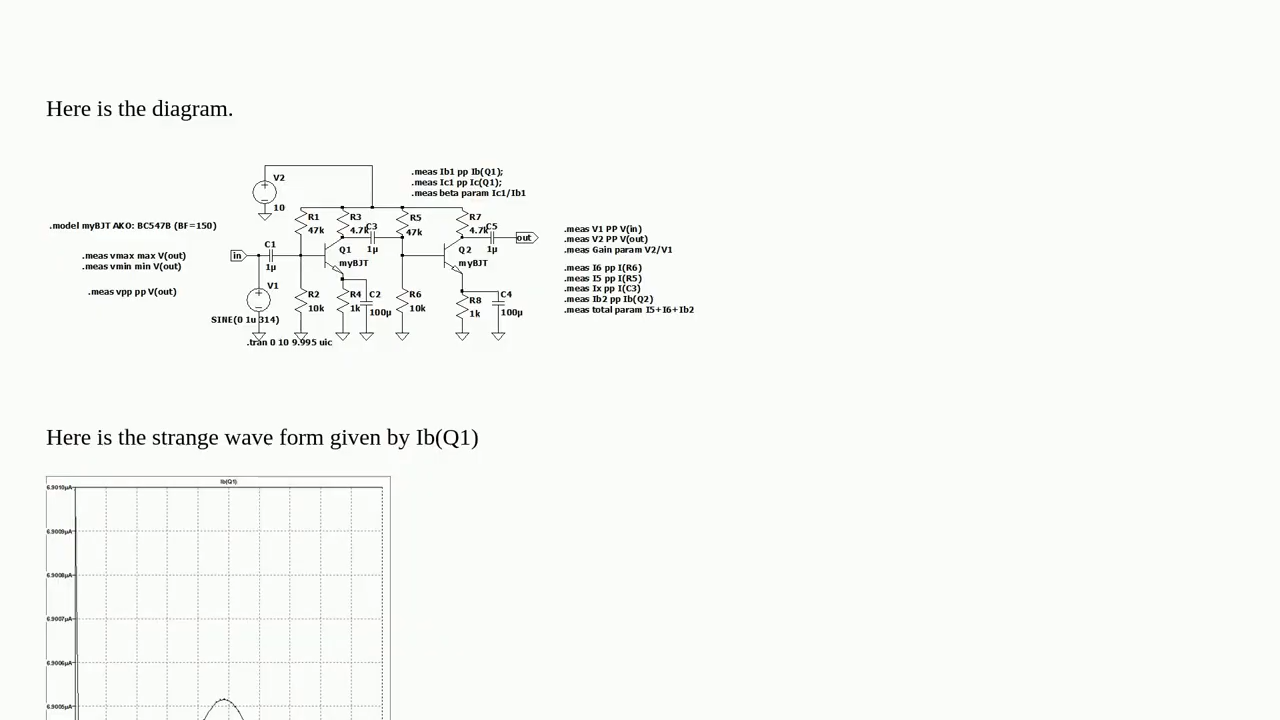 Here is the diagram.
V2
10
.meas Ib1 pp Ib(Q1);
.meas Ic1 pp Ic(Q1);
.meas beta param Ic1/Ib1
.model myBJT AKO: BC547B (BF=150)
R1
47k
R3
4.7k
C3
1µ
R5
47k
R7
4.7k
C5
1µ
out
.meas V1 PP V(in)
.meas V2 PP V(out)
.meas Gain param V2/V1
.meas vmax max V(out)
.meas vmin min V(out)
in
C1
1µ
Q1
myBJT
Q2
myBJT
.meas I6 pp I(R6)
.meas I5 pp I(R5)
.meas Ix pp I(C3)
.meas Ib2 pp Ib(Q2)
.meas total param I5+I6+Ib2
.meas vpp pp V(out)
V1
SINE(0 1u 314)
R2
10k
R4
1k
C2
100µ
R6
10k
R8
1k
C4
100µ
.tran 0 10 9.995 uic
Here is the strange wave form given by Ib(Q1)
Ib(Q1)
6.9010µA
6.9009µA
6.9008µA
6.9007µA
6.9006µA
6.9005µA